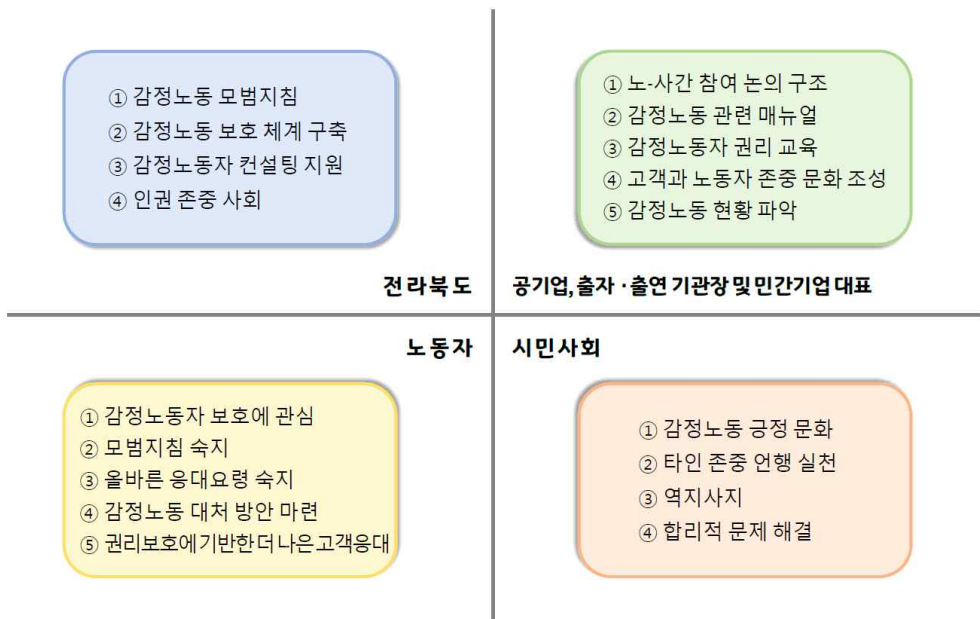 ① 감정노동 모범지침
② 감정노동 보호 체계 구축
③ 감정노동자 컨설팅 지원
④ 인권 존중 사회
전라북도
① 노-사간 참여 논의 구조
② 감정노동 관련 매뉴얼
③ 감정노동자 권리 교육
④ 고객과 노동자 존중 문화 조성
⑤ 감정노동 현황 파악
공기업, 출자 · 출연 기관장 및 민간기업 대표
노동자
① 감정노동자 보호에 관심
② 모범지침 숙지
③ 올바른 응대요령 숙지
④ 감정노동 대처 방안 마련
⑤ 권리보호에 기반한 더 나은 고객응대
시민사회
① 감정노동 긍정 문화
② 타인 존중 언행 실천
③ 역지사지
④ 합리적 문제 해결